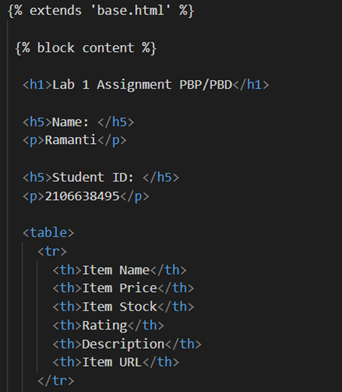 {% extends 'base.html' %}
{% block content %}
<h1>Lab 1 Assignment PBP/PBD</h1>
<h5>Name: </h5>
<p>Ramanti</p>
<h5>Student ID: </h5>
<p>2106638495</p>
<table>
<tr>
<th>Item Name</th>
<th>Item Price</th>
<th>Item Stock</th>
<th>Rating</th>
<th>Description</th>
<th>Item URL</th>
</tr>